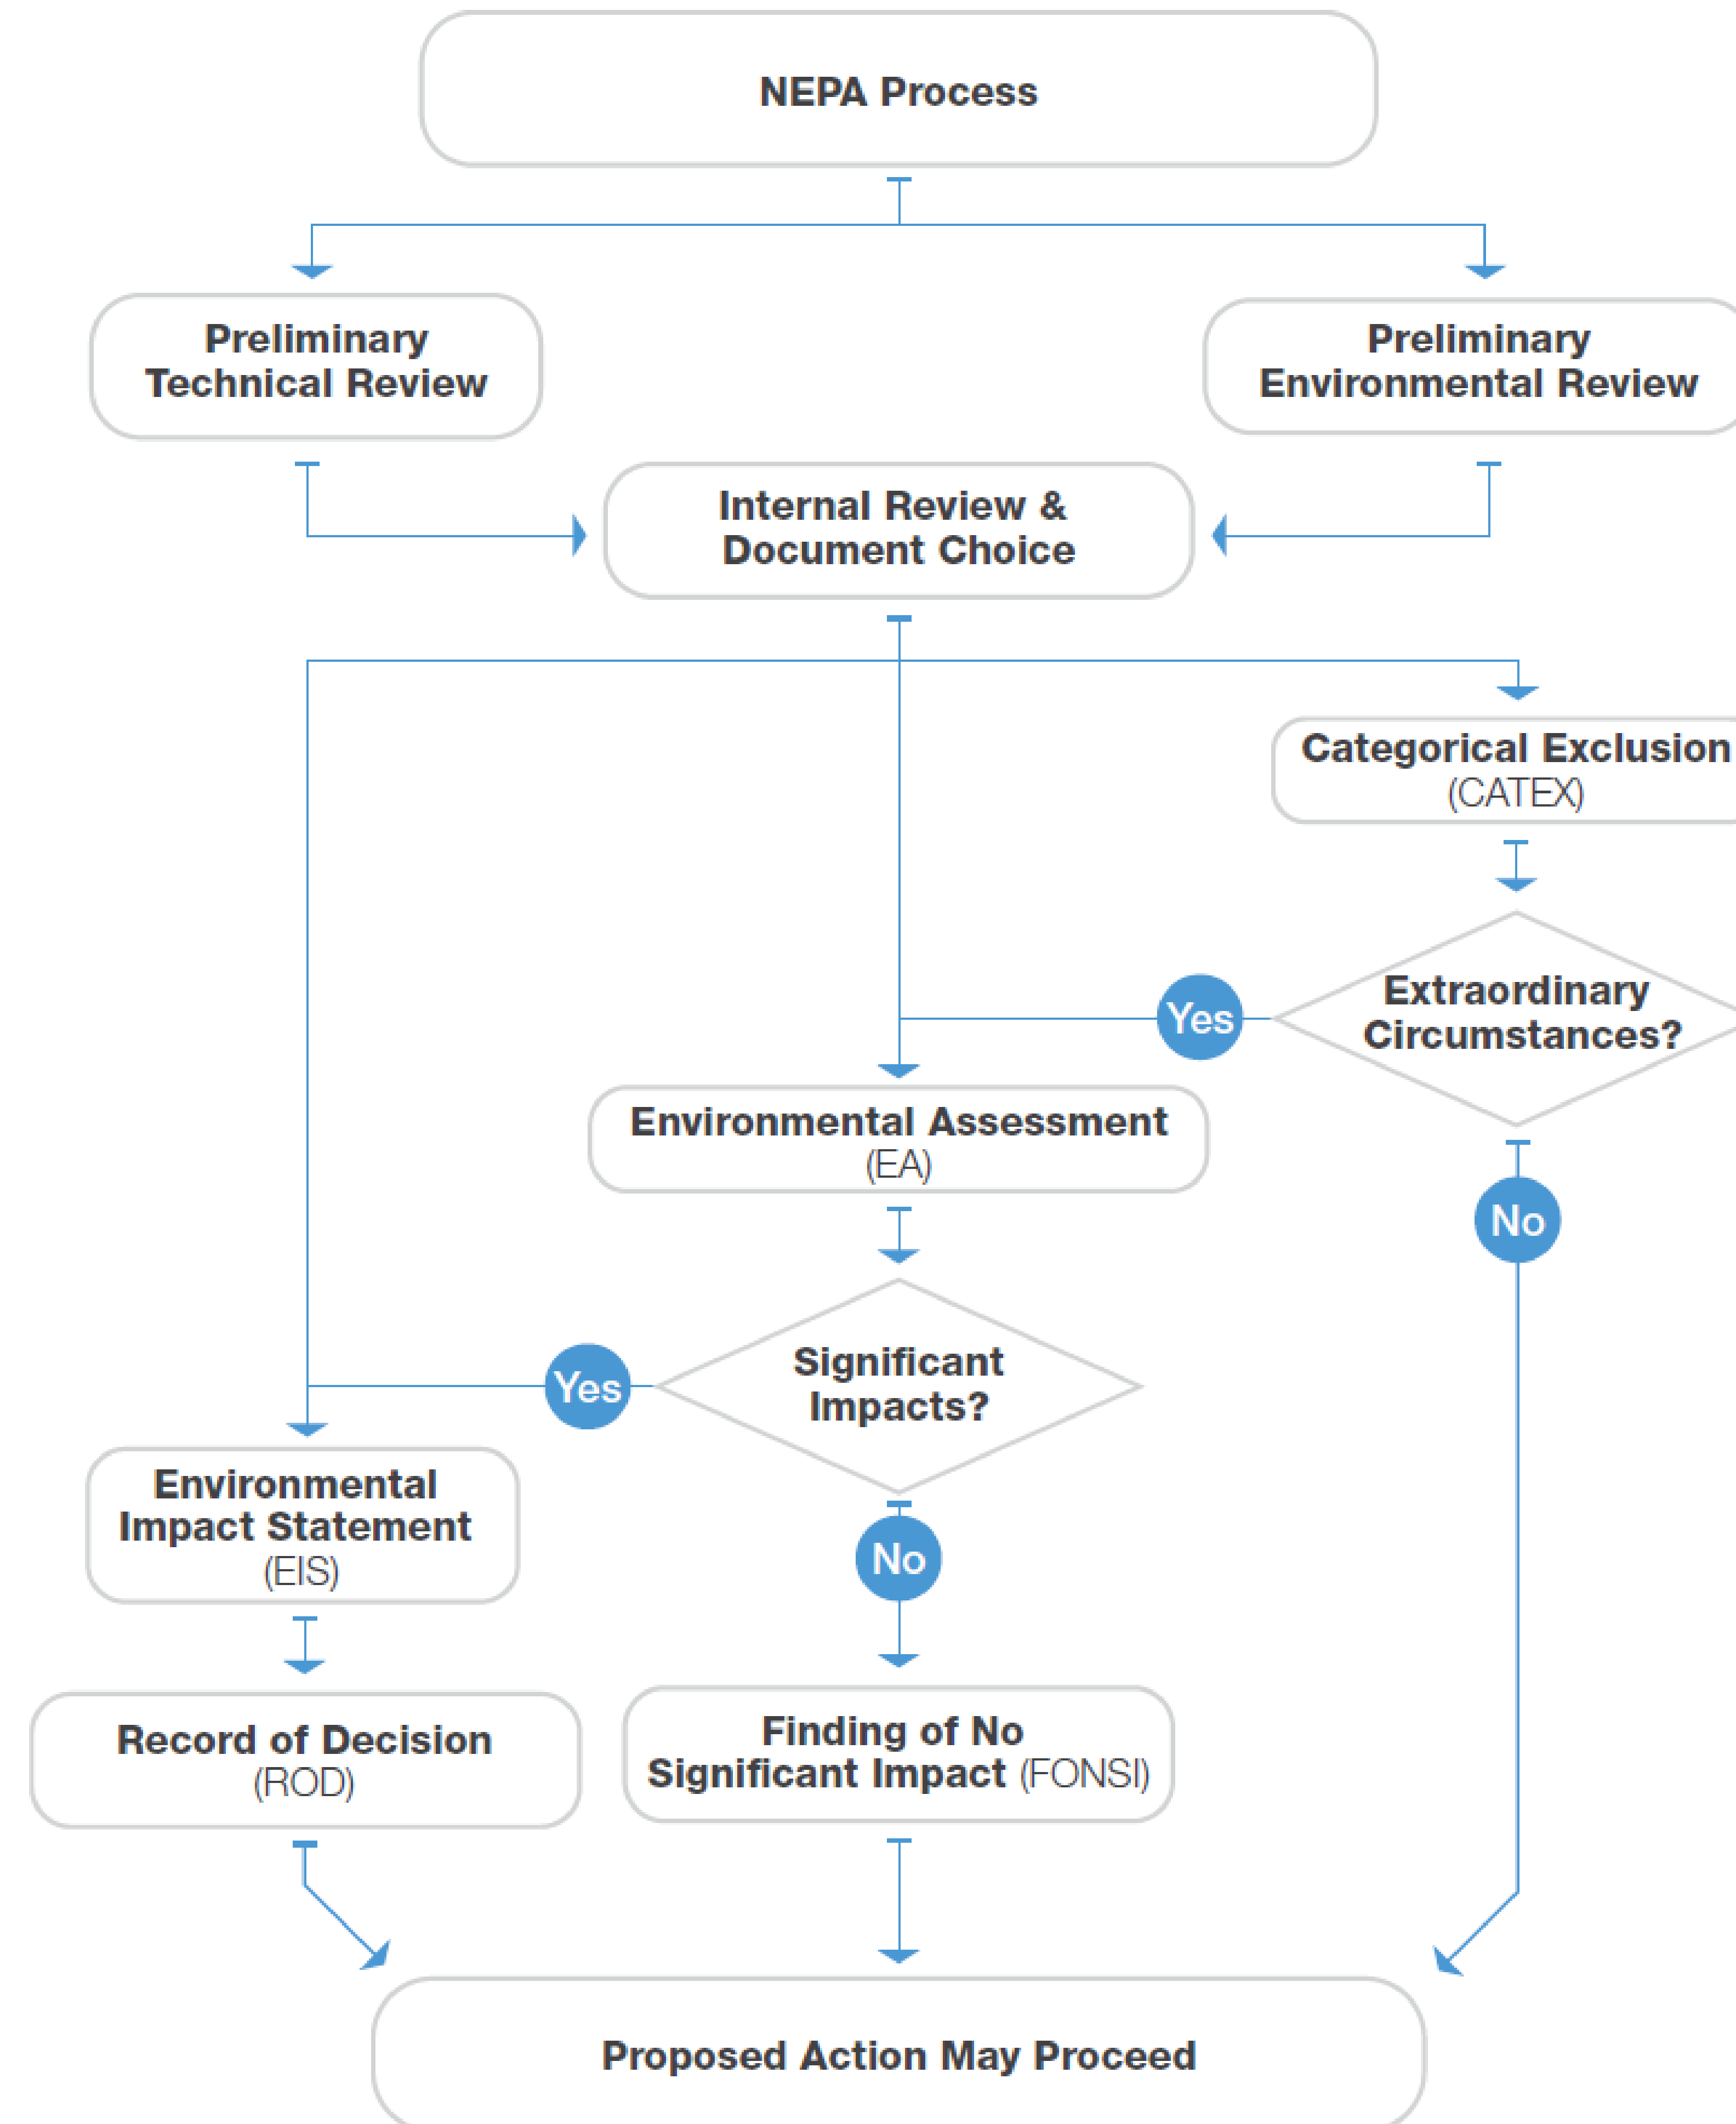 NEPA Process
Preliminary
Technical Review
Preliminary
Environmental Review
Internal Review &
Document Choice
Categorical Exclusion
(CATEX)
Extraordinary
Circumstances?
Yes
Environmental Assessment
(EA)
No
Significant
Impacts?
Yes
Environmental
Impact Statement
(EIS)
No
Record of Decision
(ROD)
Finding of No
Significant Impact (FONSI)
Proposed Action May Proceed